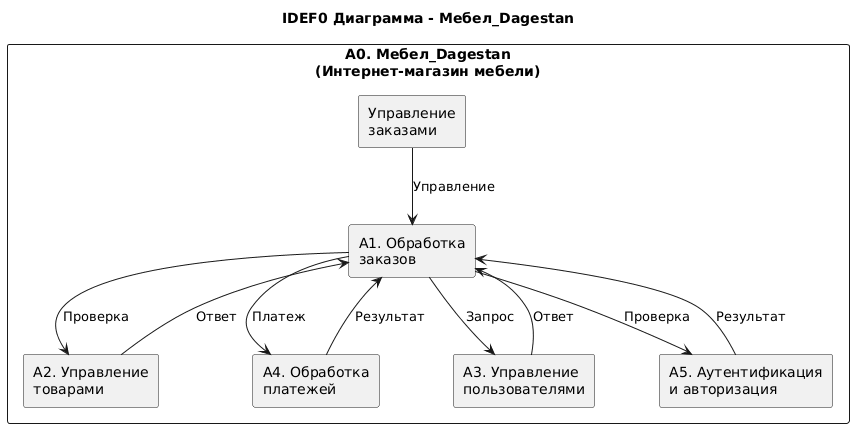 IDEF0 Диаграмма - Мебел_Dagestan
A0. Мебел_Dagestan
(Интернет-магазин мебели)
Управление
заказами
Управление
A1. Обработка
заказов
Проверка
Ответ
Платеж
Результат
Запрос
Ответ
Проверка
Результат
A2. Управление
товарами
A4. Обработка
платежей
A3. Управление
пользователями
A5. Аутентификация
и авторизация